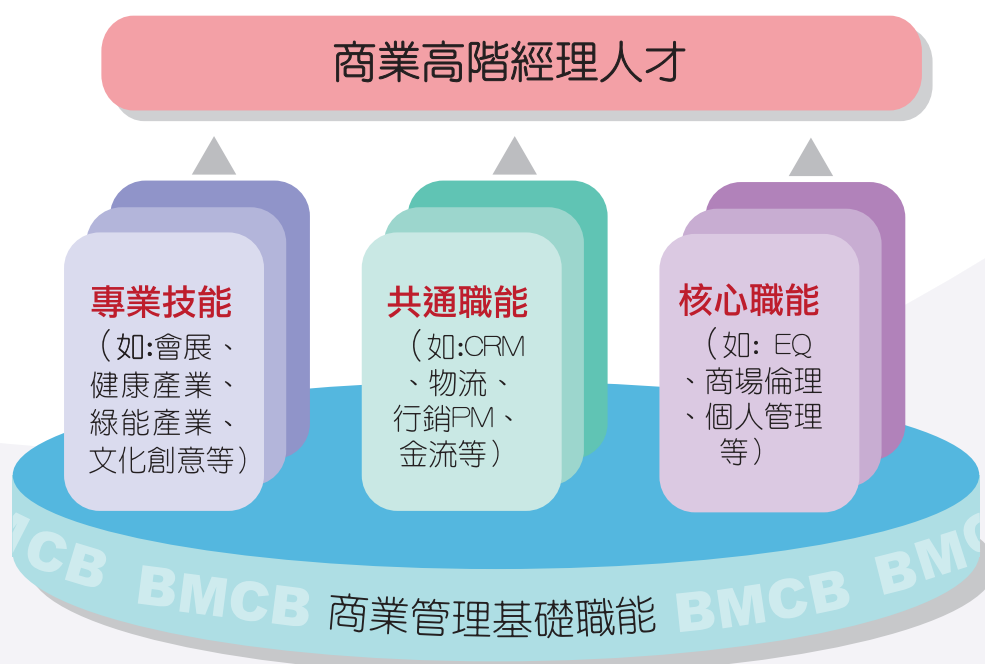 商業高階經理人才
專業技能
（如:會展、
健康產業、
綠能產業、
文化創意等）
共通職能
（如:CRM
、物流、
行銷PM、
金流等）
核心職能
（如: EQ
、商場倫理
、個人管理
等）
MCB BMCB 商業管理基礎職能 BMCB BMC